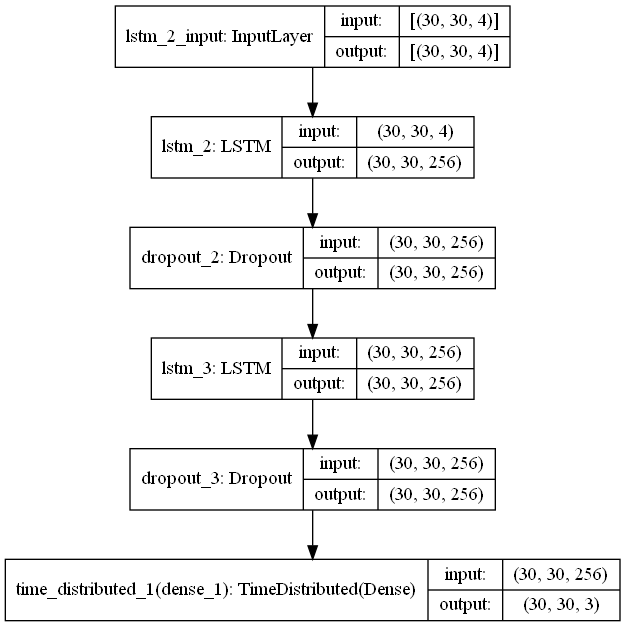 lstm_2_input: InputLayer
input: [(30, 30, 4)]
output: [(30, 30, 4)]
lstm_2: LSTM
input: (30, 30, 4)
output: (30, 30, 256)
dropout_2: Dropout
input: (30, 30, 256)
output: (30, 30, 256)
lstm_3: LSTM
input: (30, 30, 256)
output: (30, 30, 256)
dropout_3: Dropout
input: (30, 30, 256)
output: (30, 30, 256)
time_distributed_1(dense_1): TimeDistributed(Dense)
input: (30, 30, 256)
output: (30, 30, 3)